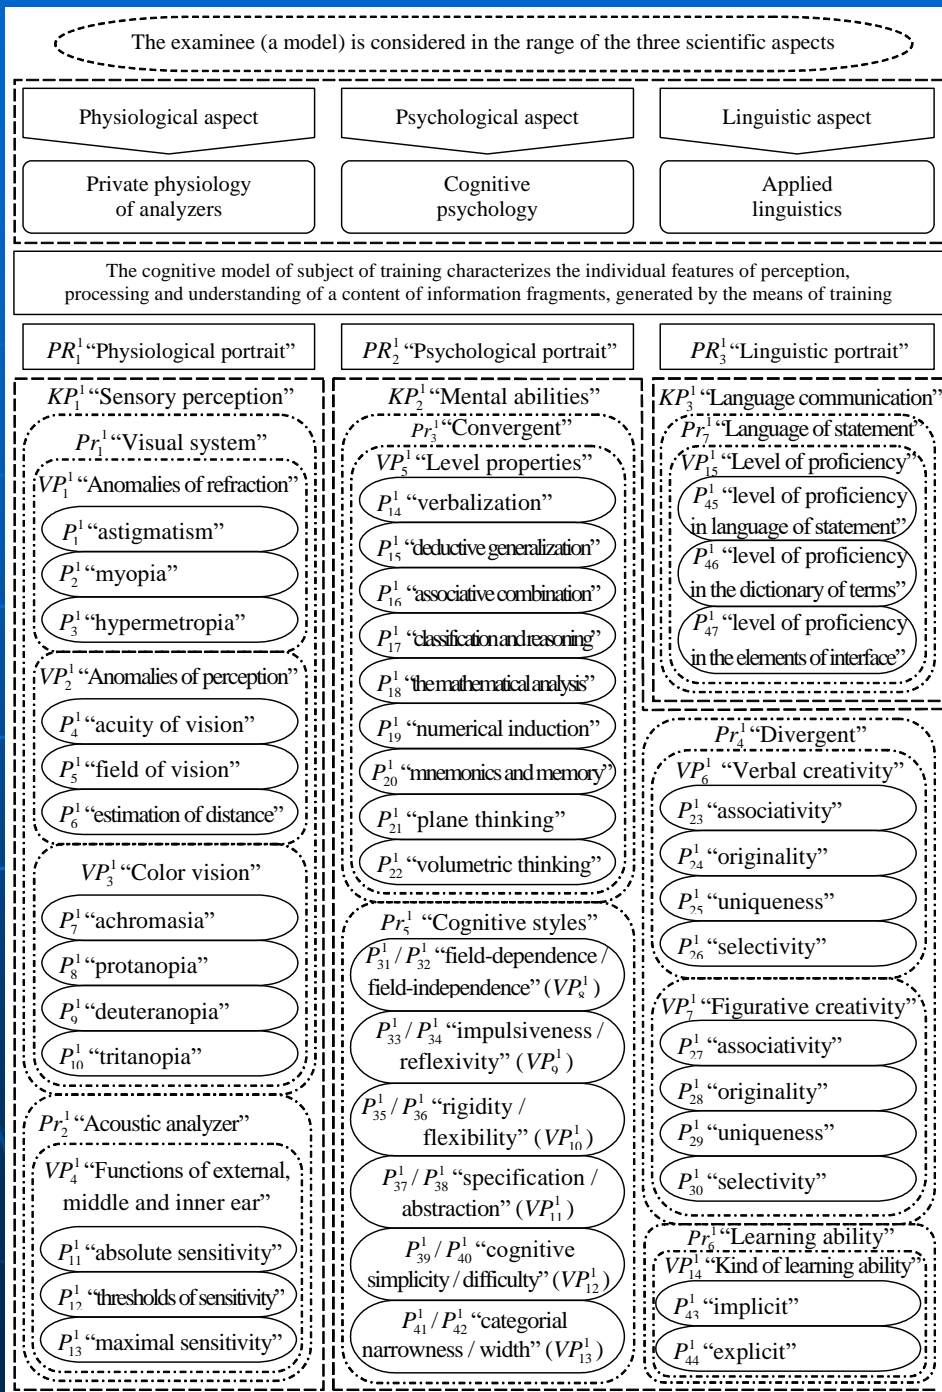 The examinee (a model) is considered in the range of the three scientific aspects
Physiological aspect
Psychological aspect
Linguistic aspect
Private physiology
of analyzers
Cognitive
psychology
Applied
linguistics
The cognitive model of subject of training characterizes the individual features of perception,
processing and understanding of a content of information fragments, generated by the means of training
PR₁¹ “Physiological portrait”
PR₂¹ “Psychological portrait”
PR₃¹ “Linguistic portrait”
KP₁¹ “Sensory perception”
Pr₁¹ “Visual system”
VP₁¹ “Anomalies of refraction”
P₁¹ “astigmatism”
P₂¹ “myopia”
P₃¹ “hypermetropia”
VP₂¹ “Anomalies of perception”
P₄¹ “acuity of vision”
P₅¹ “field of vision”
P₆¹ “estimation of distance”
VP₃¹ “Color vision”
P₇¹ “achromasia”
P₈¹ “protanopia”
P₉¹ “deuteranopia”
P₁₀¹ “tritanopia”
Pr₂¹ “Acoustic analyzer”
VP₄¹ “Functions of external,
middle and inner ear”
P₁₁¹ “absolute sensitivity”
P₁₂¹ “thresholds of sensitivity”
P₁₃¹ “maximal sensitivity”
KP₂¹ “Mental abilities”
Pr₃¹ “Convergent”
VP₅¹ “Level properties”
P₁₄¹ “verbalization”
P₁₅¹ “deductive generalization”
P₁₆¹ “associative combination”
P₁₇¹ “classification and reasoning”
P₁₈¹ “the mathematical analysis”
P₁₉¹ “numerical induction”
P₂₀¹ “mnemonics and memory”
P₂₁¹ “plane thinking”
P₂₂¹ “volumetric thinking”
Pr₅¹ “Cognitive styles”
P₃₁¹ / P₃₂¹ “field-dependence /
field-independence” (VP₈¹)
P₃₃¹ / P₃₄¹ “impulsiveness /
reflexivity” (VP₉¹)
P₃₅¹ / P₃₆¹ “rigidity /
flexibility” (VP₁₀¹)
P₃₇¹ / P₃₈¹ “specification /
abstraction” (VP₁₁¹)
P₃₉¹ / P₄₀¹ “cognitive
simplicity / difficulty” (VP₁₂¹)
P₄₁¹ / P₄₂¹ “categorial
narrowness / width” (VP₁₃¹)
KP₃¹ “Language communication”
Pr₇¹ “Language of statement”
VP₁₅¹ “Level of proficiency”
P₄₅¹ “level of proficiency
in language of statement”
P₄₆¹ “level of proficiency
in the dictionary of terms”
P₄₇¹ “level of proficiency
in the elements of interface”
Pr₄¹ “Divergent”
VP₆¹ “Verbal creativity”
P₂₃¹ “associativity”
P₂₄¹ “originality”
P₂₅¹ “uniqueness”
P₂₆¹ “selectivity”
VP₇¹ “Figurative creativity”
P₂₇¹ “associativity”
P₂₈¹ “originality”
P₂₉¹ “uniqueness”
P₃₀¹ “selectivity”
Pr₆¹ “Learning ability”
VP₁₄¹ “Kind of learning ability”
P₄₃¹ “implicit”
P₄₄¹ “explicit”